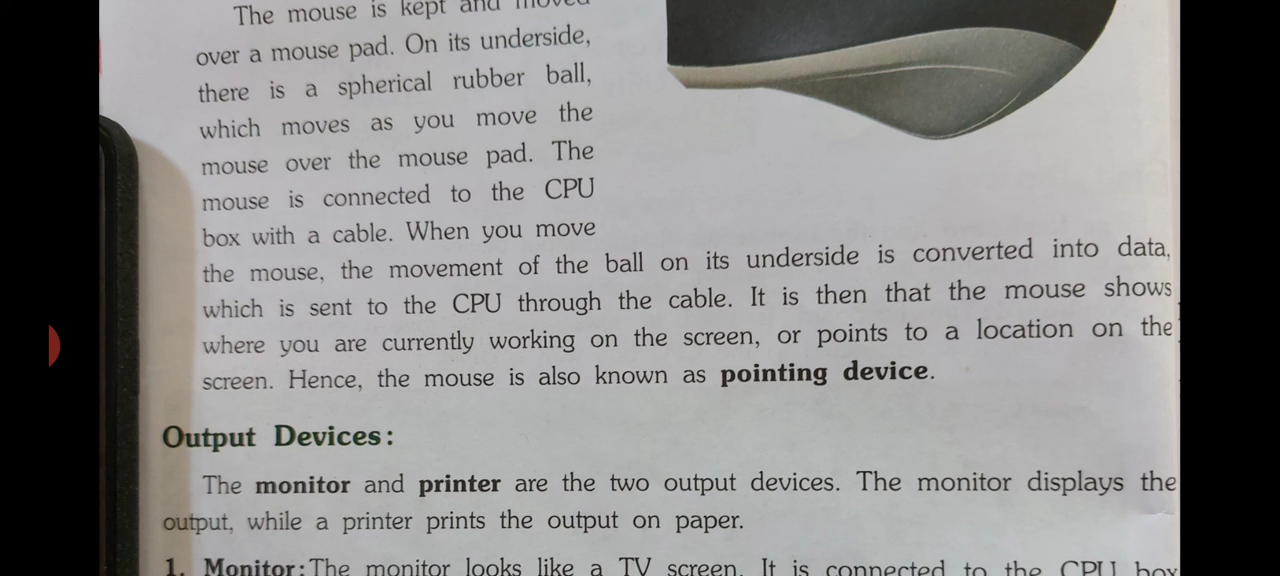 The mouse is kept and moved
over a mouse pad. On its underside,
there is a spherical rubber ball,
which moves as you move the
mouse over the mouse pad. The
mouse is connected to the CPU
box with a cable. When you move
the mouse, the movement of the ball on its underside is converted into data,
which is sent to the CPU through the cable. It is then that the mouse shows
where you are currently working on the screen, or points to a location on the
screen. Hence, the mouse is also known as pointing device.
Output Devices:
The monitor and printer are the two output devices. The monitor displays the
output, while a printer prints the output on paper.
1. Monitor: The monitor looks like a TV screen. It is connected to the CPU box